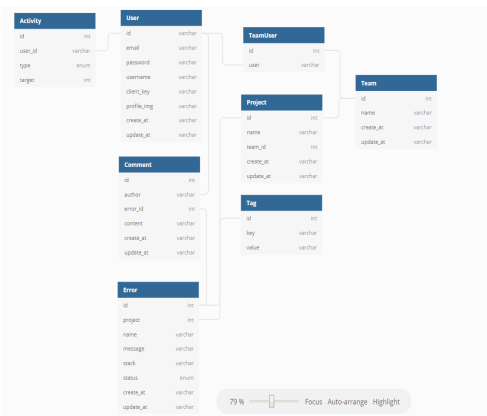 Activity
id int
user_id varchar
type enum
target int
User
id varchar
email varchar
password varchar
username varchar
client_key varchar
profile_img varchar
create_at varchar
update_at varchar
TeamUser
id int
user varchar
Team
id int
name varchar
create_at varchar
update_at varchar
Project
id int
name varchar
team_id int
create_at varchar
update_at varchar
Comment
id int
author varchar
error_id int
content varchar
create_at varchar
update_at varchar
Tag
id int
key varchar
value varchar
Error
id int
project int
name varchar
message varchar
stack varchar
status enum
create_at varchar
update_at varchar
79 % Focus Auto-arrange Highlight